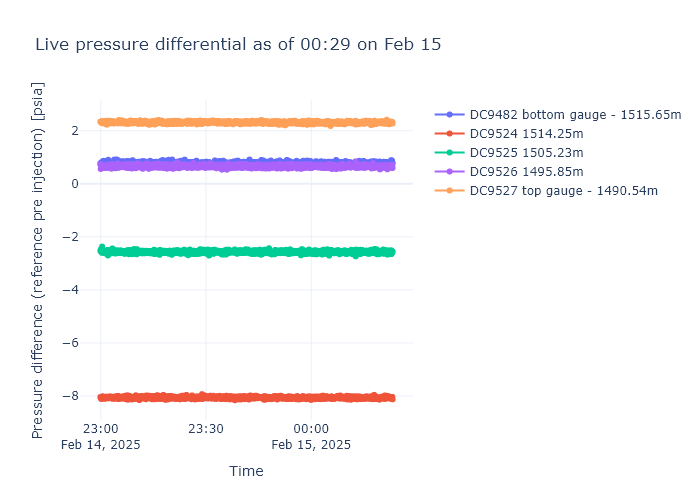 Live pressure differential as of 00:29 on Feb 15
Pressure difference (reference pre injection) [psia]
2
0
−2
−4
−6
−8
23:00
Feb 14, 2025
23:30
00:00
Feb 15, 2025
Time
DC9482 bottom gauge - 1515.65m
DC9524 1514.25m
DC9525 1505.23m
DC9526 1495.85m
DC9527 top gauge - 1490.54m